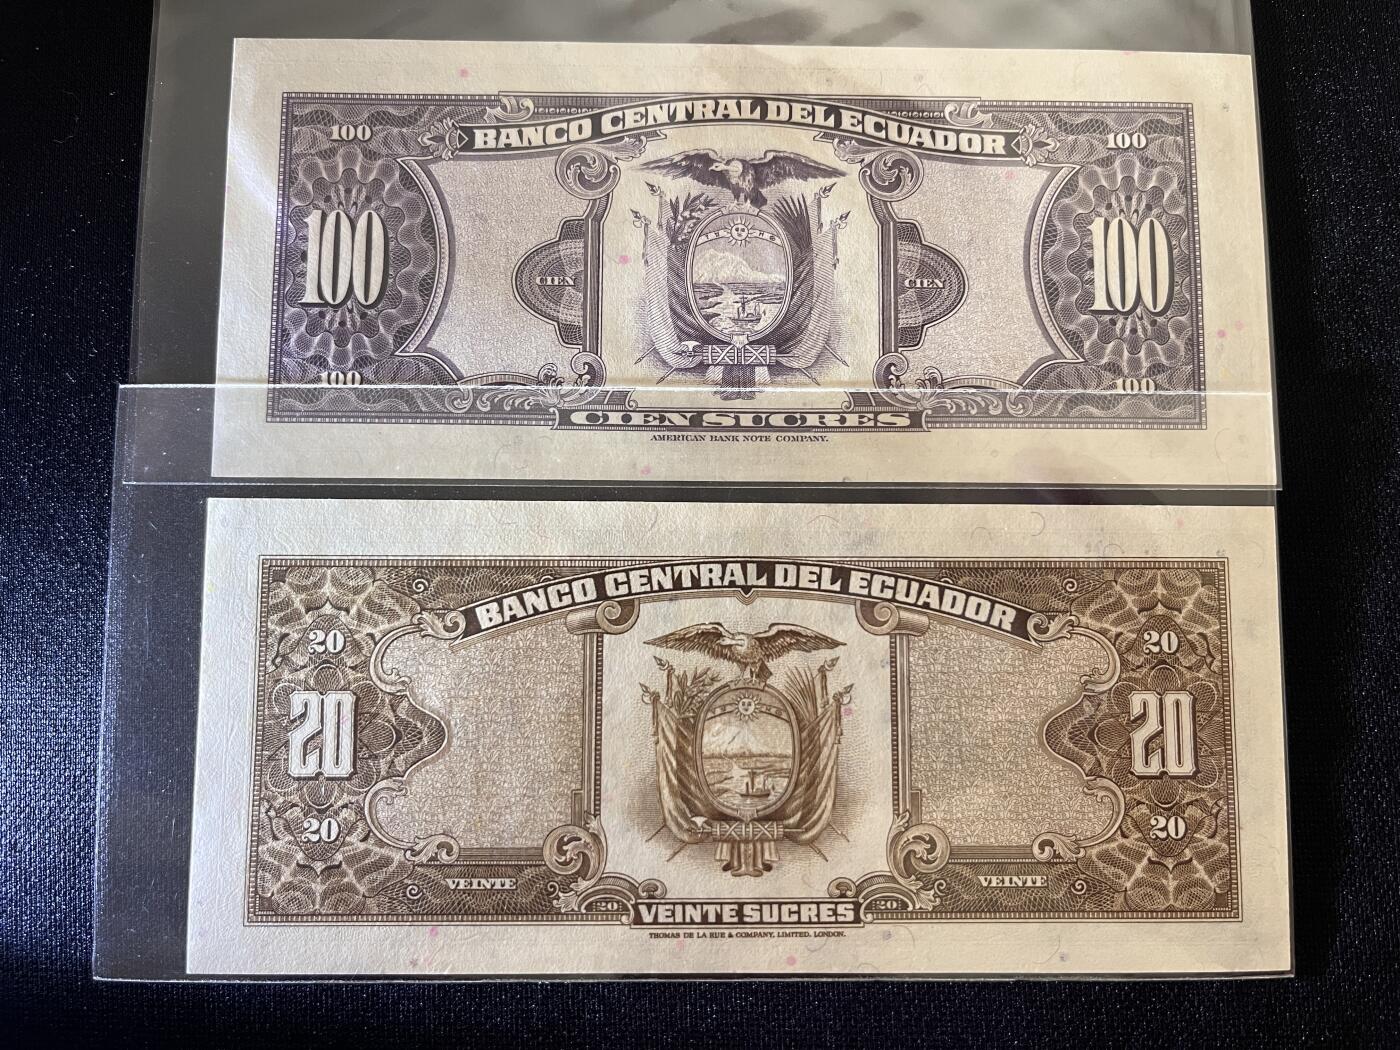 BANCO CENTRAL DEL ECUADOR
100 100
100 100
CIEN CIEN
100 100
CIEN SUCRES
AMERICAN BANK NOTE COMPANY.
BANCO CENTRAL DEL ECUADOR
20 20
20 20
20 20
VEINTE VEINTE
20 20
VEINTE SUCRES
THOMAS DE LA RUE & COMPANY, LIMITED. LONDON.